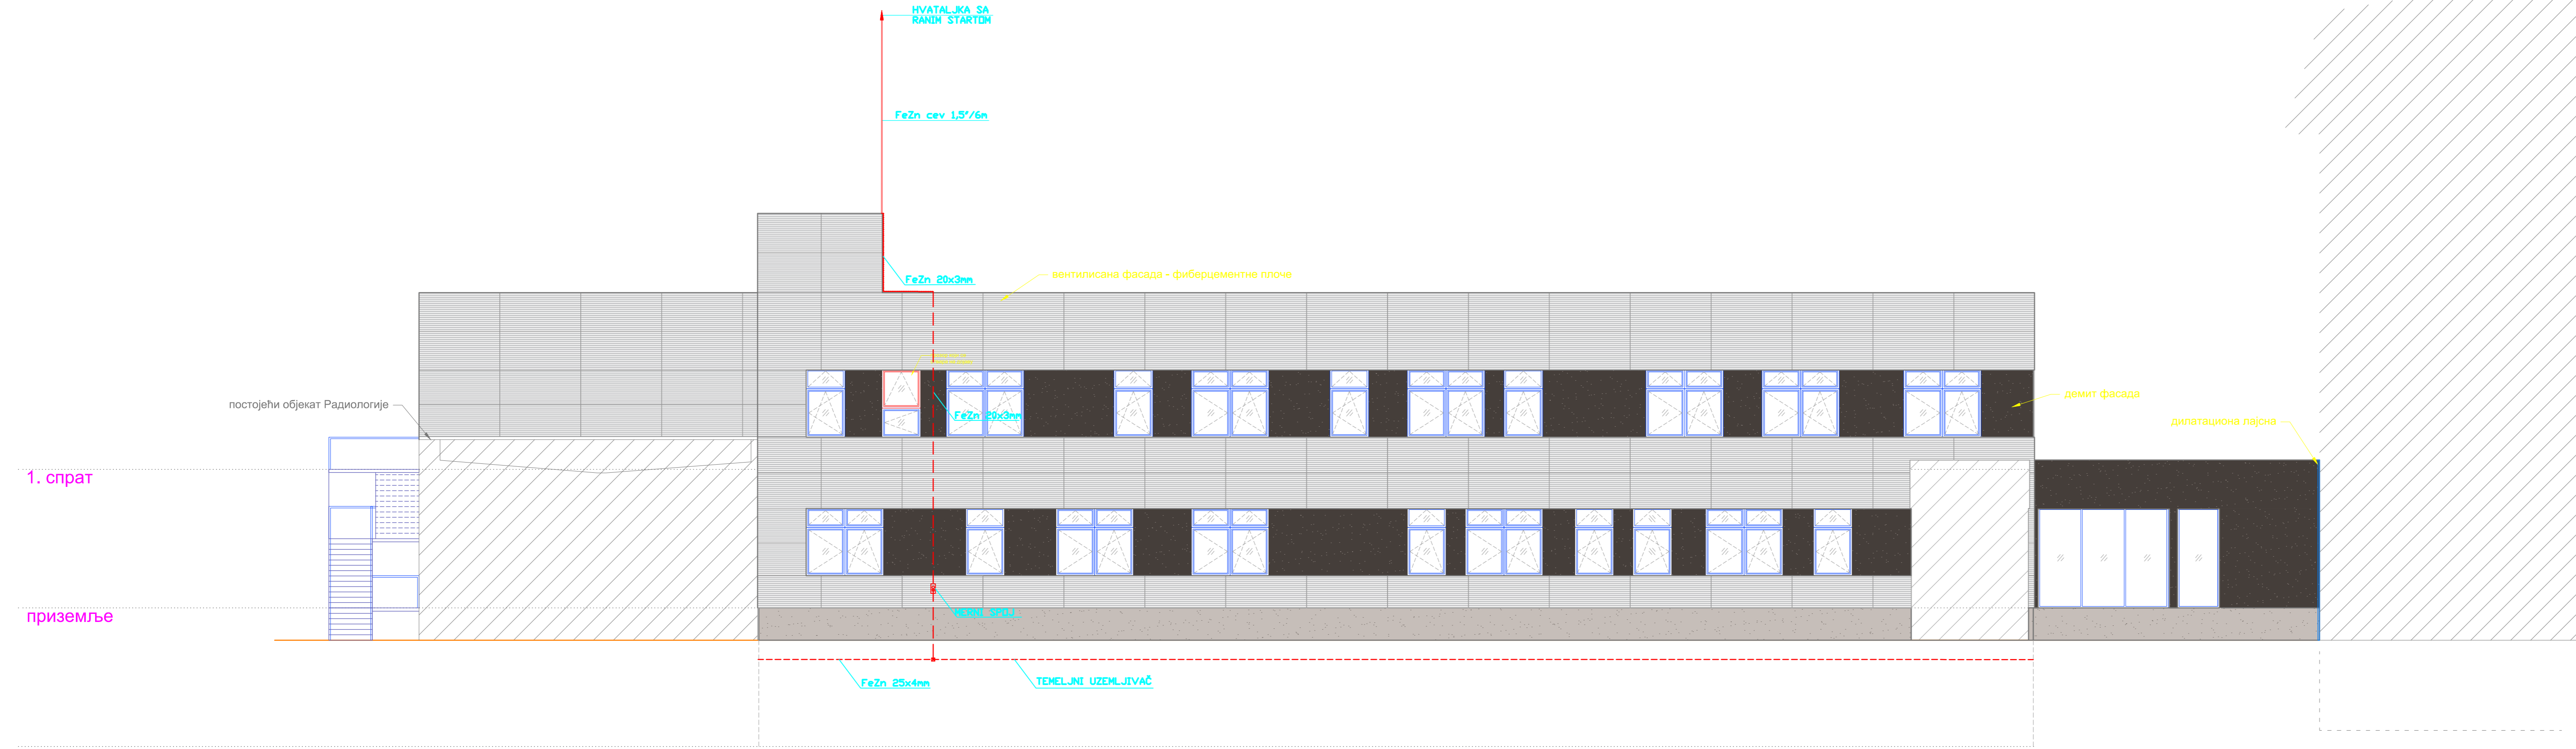 HVATALJKA SA
RANIM STARTOM
FeZn cev 1,5"/6m
FeZn 20x3mm
вентилисана фасада - фиберцементне плоче
постојећи објекат Радиологије
FeZn 20x3mm
демит фасада
дилатациона појсна
1. спрат
приземље
MERNI SPOJ
FeZn 25x4mm
TEMELJNI UZEMLJIVAČ